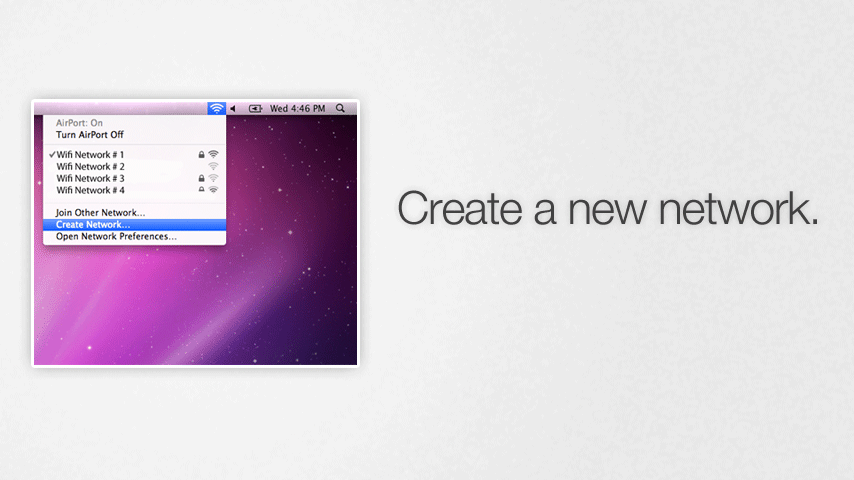 Wed 4:46 PM
AirPort: On
Turn AirPort Off
✓Wifi Network # 1
Wifi Network # 2
Wifi Network # 3
Wifi Network # 4
Join Other Network...
Create Network...
Open Network Preferences...
Create a new network.